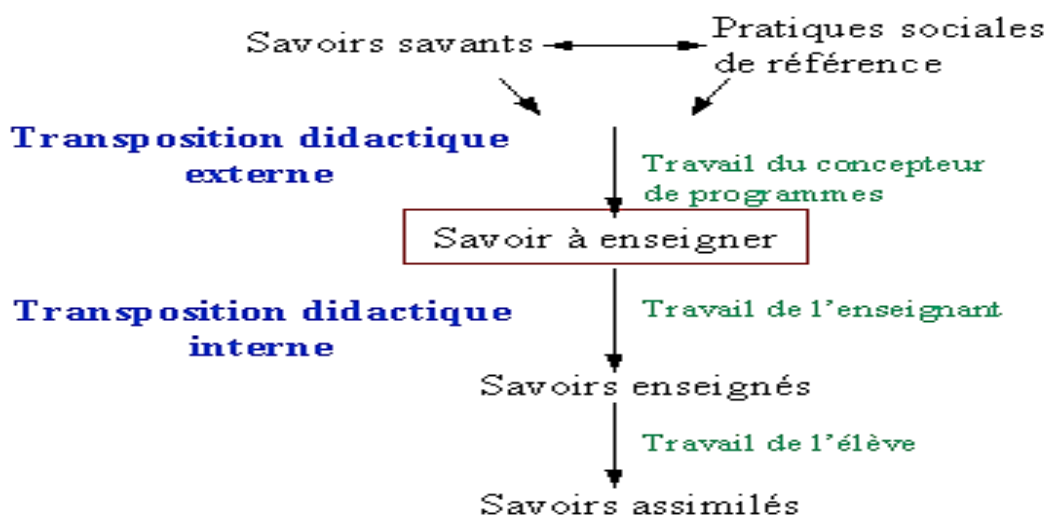 Savoirs savants
Pratiques sociales
de référence
Transposition didactique
externe
Travail du concepteur
de programmes
Savoir à enseigner
Transposition didactique
interne
Travail de l'enseignant
Savoirs enseignés
Travail de l'élève
Savoirs assimilés